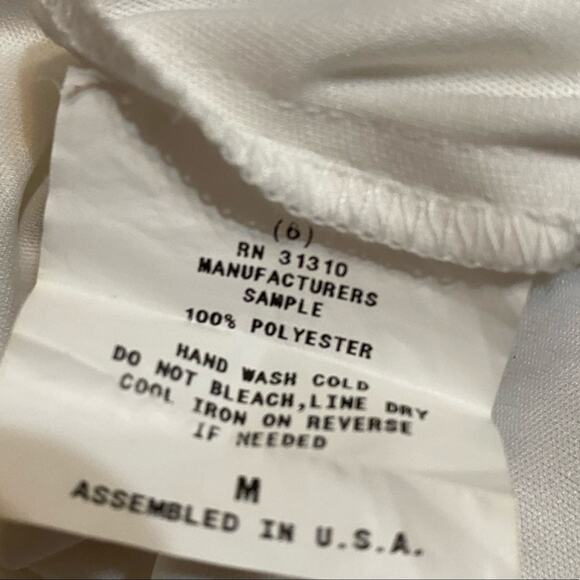 (6)
RN 31310
MANUFACTURERS
SAMPLE
100% POLYESTER
HAND WASH COLD
DO NOT BLEACH, LINE DRY
COOL IRON ON REVERSE
IF NEEDED
M
ASSEMBLED IN U.S.A.